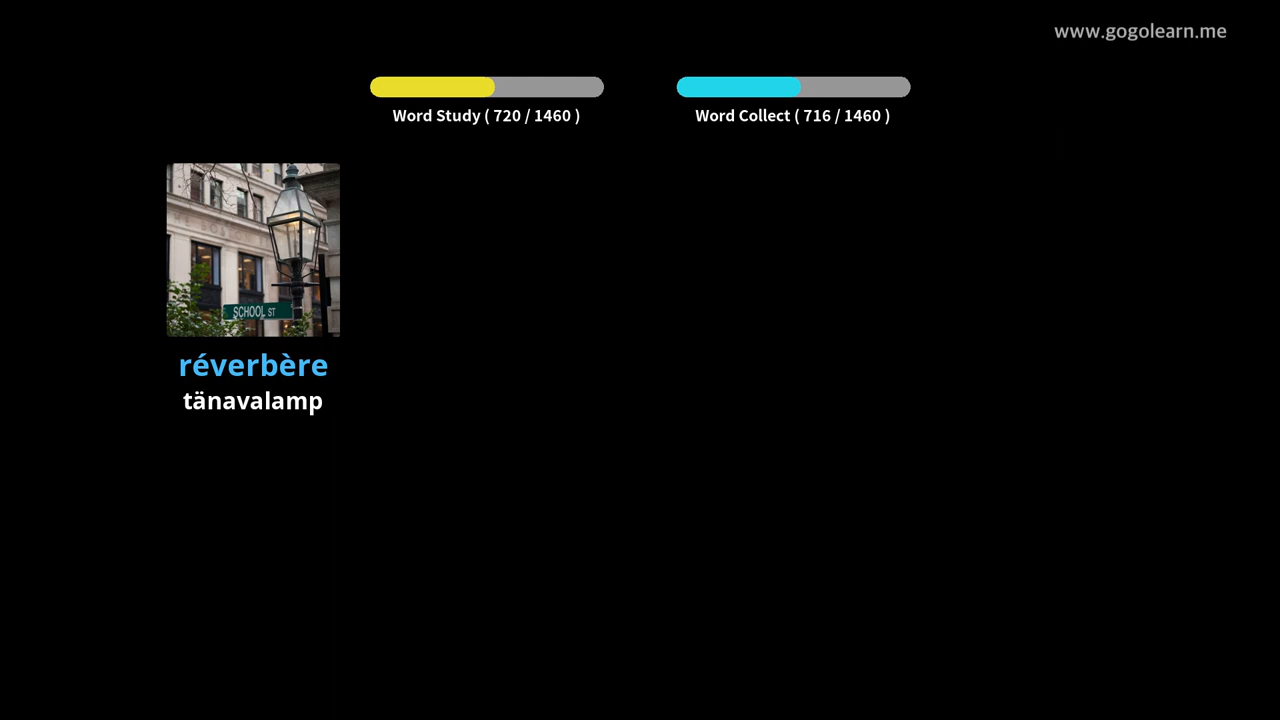 www.gogolearn.me
Word Study ( 720 / 1460 )
Word Collect ( 716 / 1460 )
SCHOOL ST
réverbère
tänavalamp